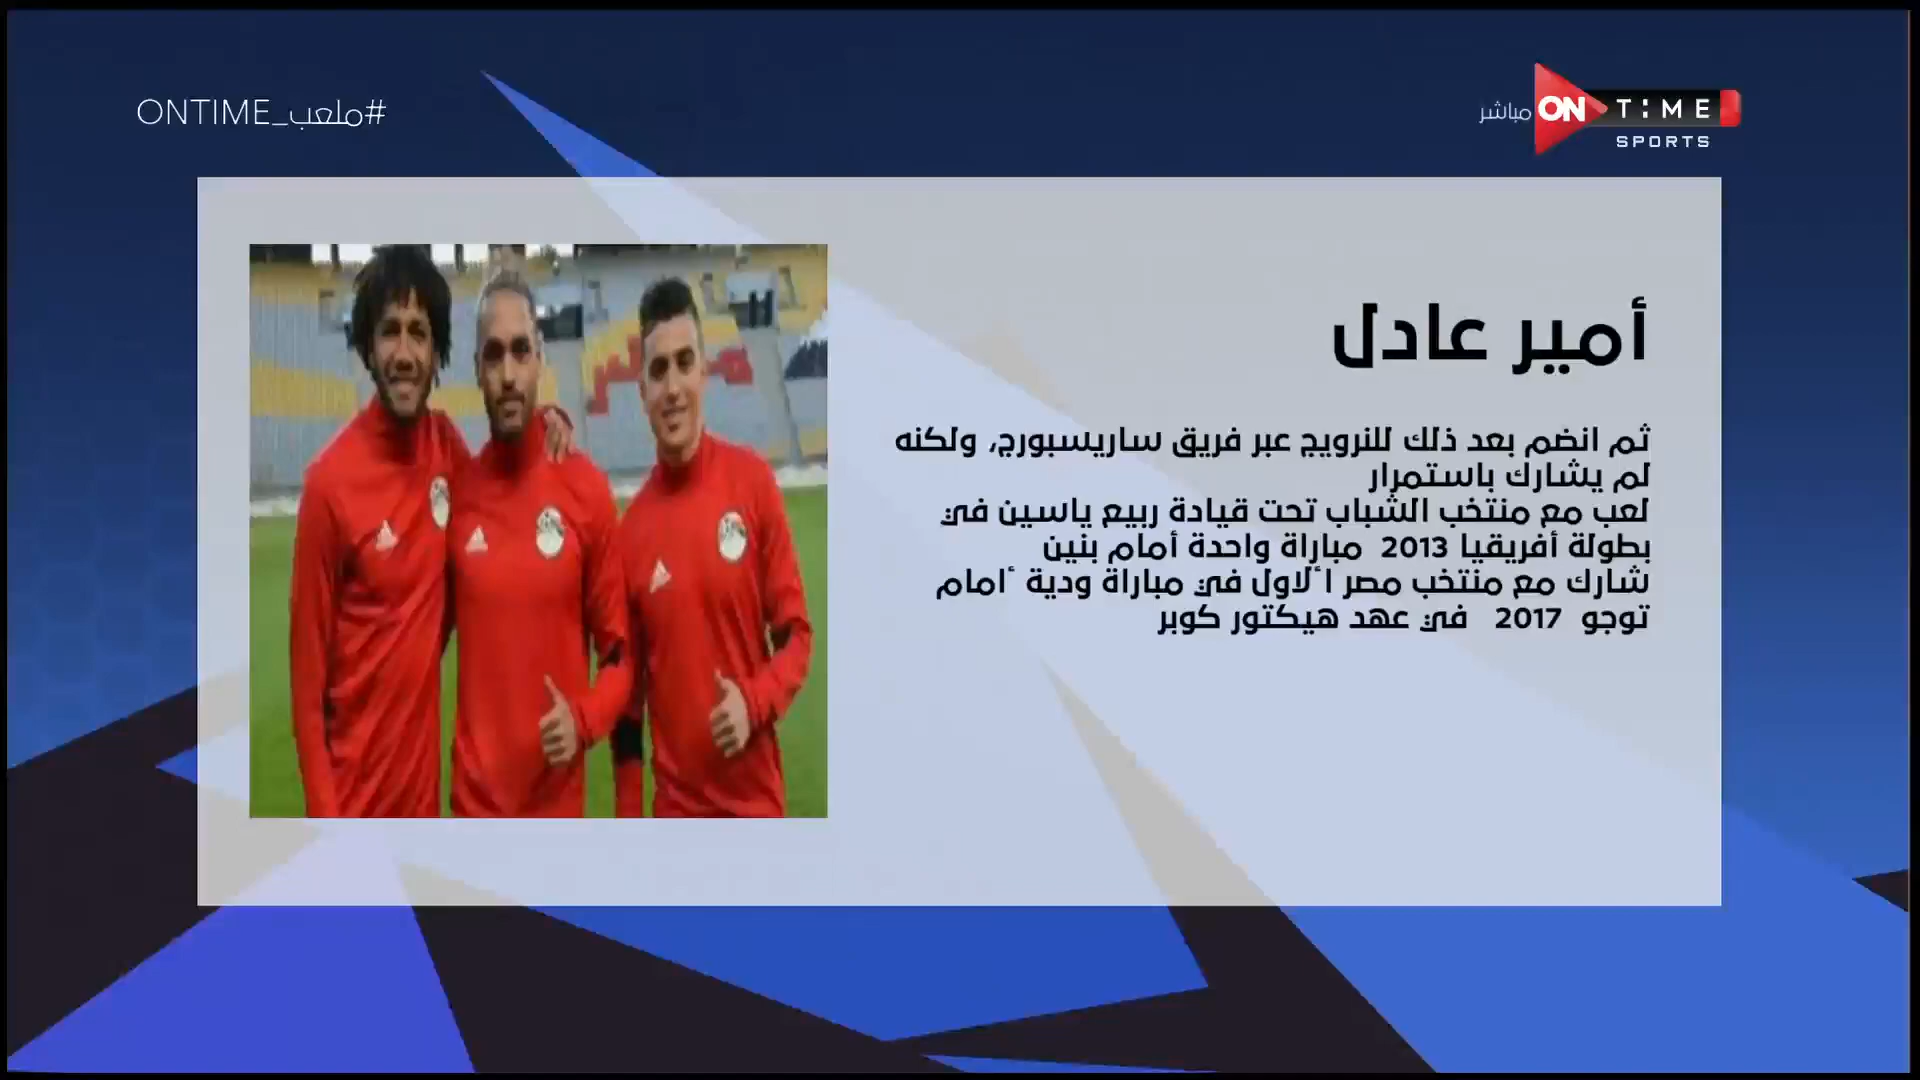 #ملعب_ONTIME
مباشر ON TIME
SPORTS
أمير عادل
ثم انضم بعد ذلك للنرويج عبر فريق ساريسبورج، ولكنه
لم يشارك باستمرار
لعب مع منتخب الشباب تحت قيادة ربيع ياسين في
بطولة أفريقيا 2013 مباراة واحدة أمام بنين
شارك مع منتخب مصر الأول في مباراة ودية أمام
توجو 2017 في عهد هيكتور كوبر